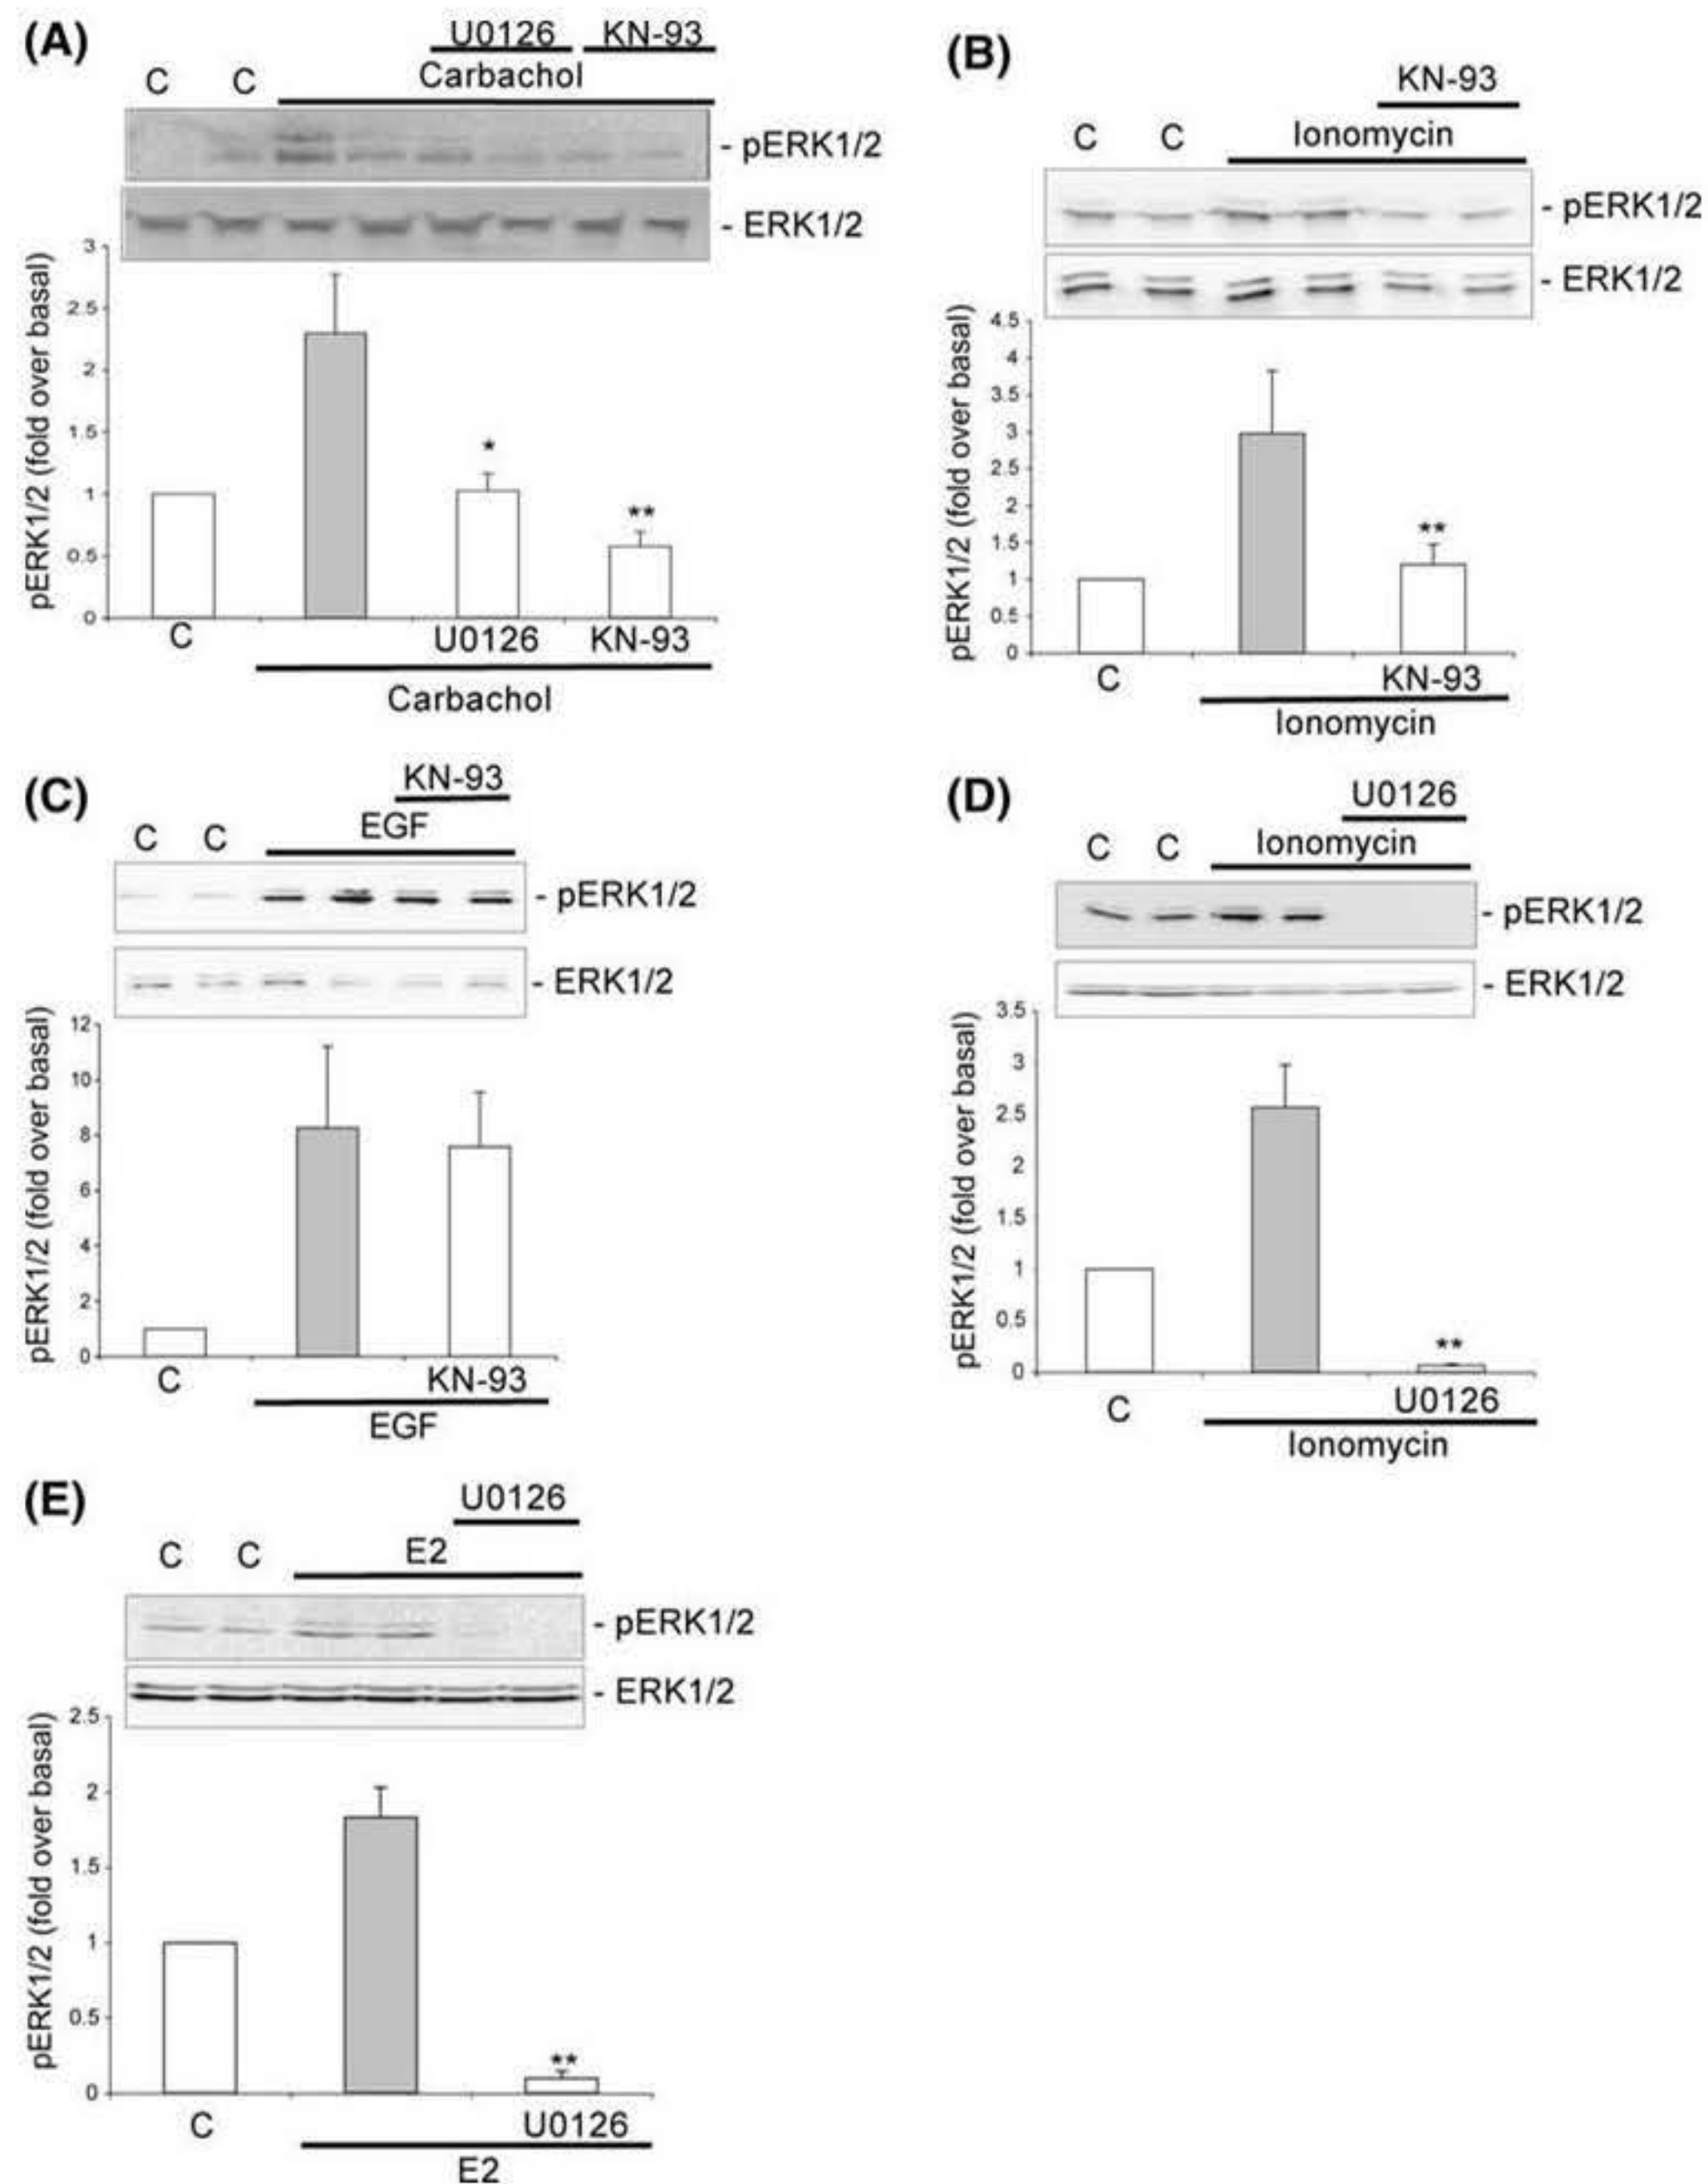 (A)
U0126 KN-93
C C Carbachol
- pERK1/2
- ERK1/2
pERK1/2 (fold over basal)
3
2.5
2
1.5
1
0.5
0
*
**
C U0126 KN-93
Carbachol
(B)
KN-93
C C Ionomycin
- pERK1/2
- ERK1/2
pERK1/2 (fold over basal)
4.5
4
3.5
3
2.5
2
1.5
1
0.5
0
**
C KN-93
Ionomycin
(C)
KN-93
C C EGF
- pERK1/2
- ERK1/2
pERK1/2 (fold over basal)
12
10
8
6
4
2
0
C KN-93
EGF
(D)
U0126
C C Ionomycin
- pERK1/2
- ERK1/2
pERK1/2 (fold over basal)
3.5
3
2.5
2
1.5
1
0.5
0
**
C U0126
Ionomycin
(E)
U0126
C C E2
- pERK1/2
- ERK1/2
pERK1/2 (fold over basal)
2.5
2
1.5
1
0.5
0
**
C U0126
E2